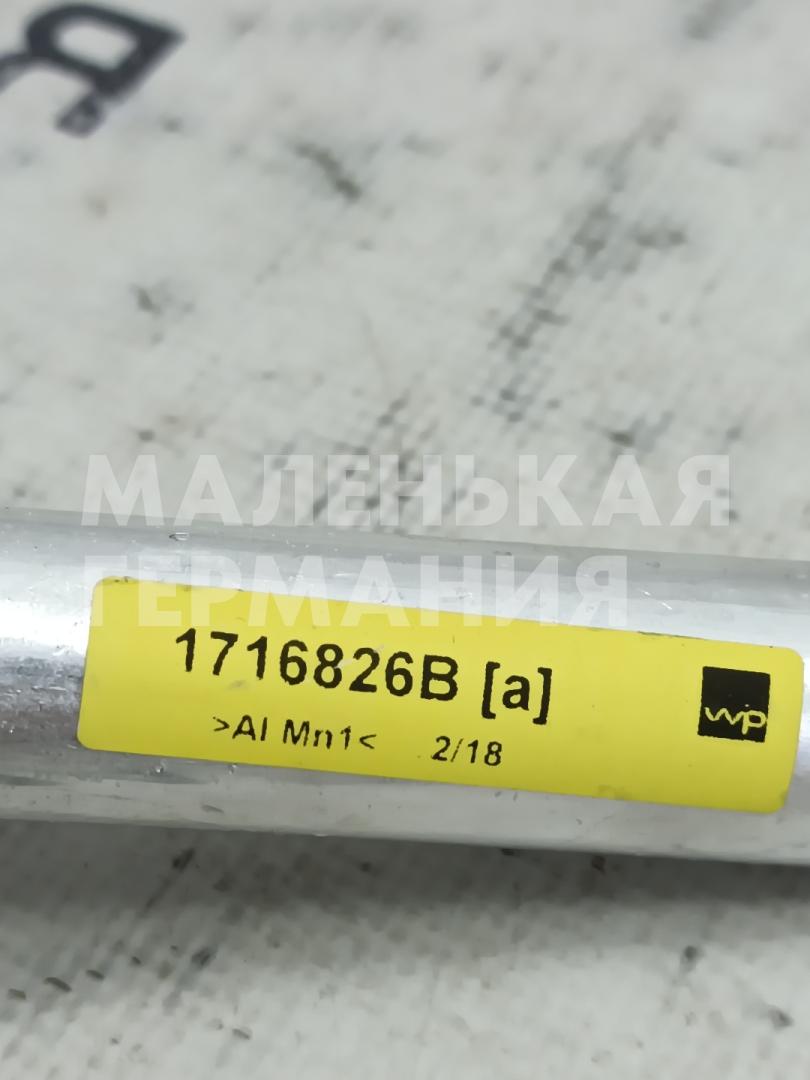 МАЛЕНЬКАЯ
ГЕРМАНИЯ
1716826B [a]
wp
>Al Mn1< 2/18